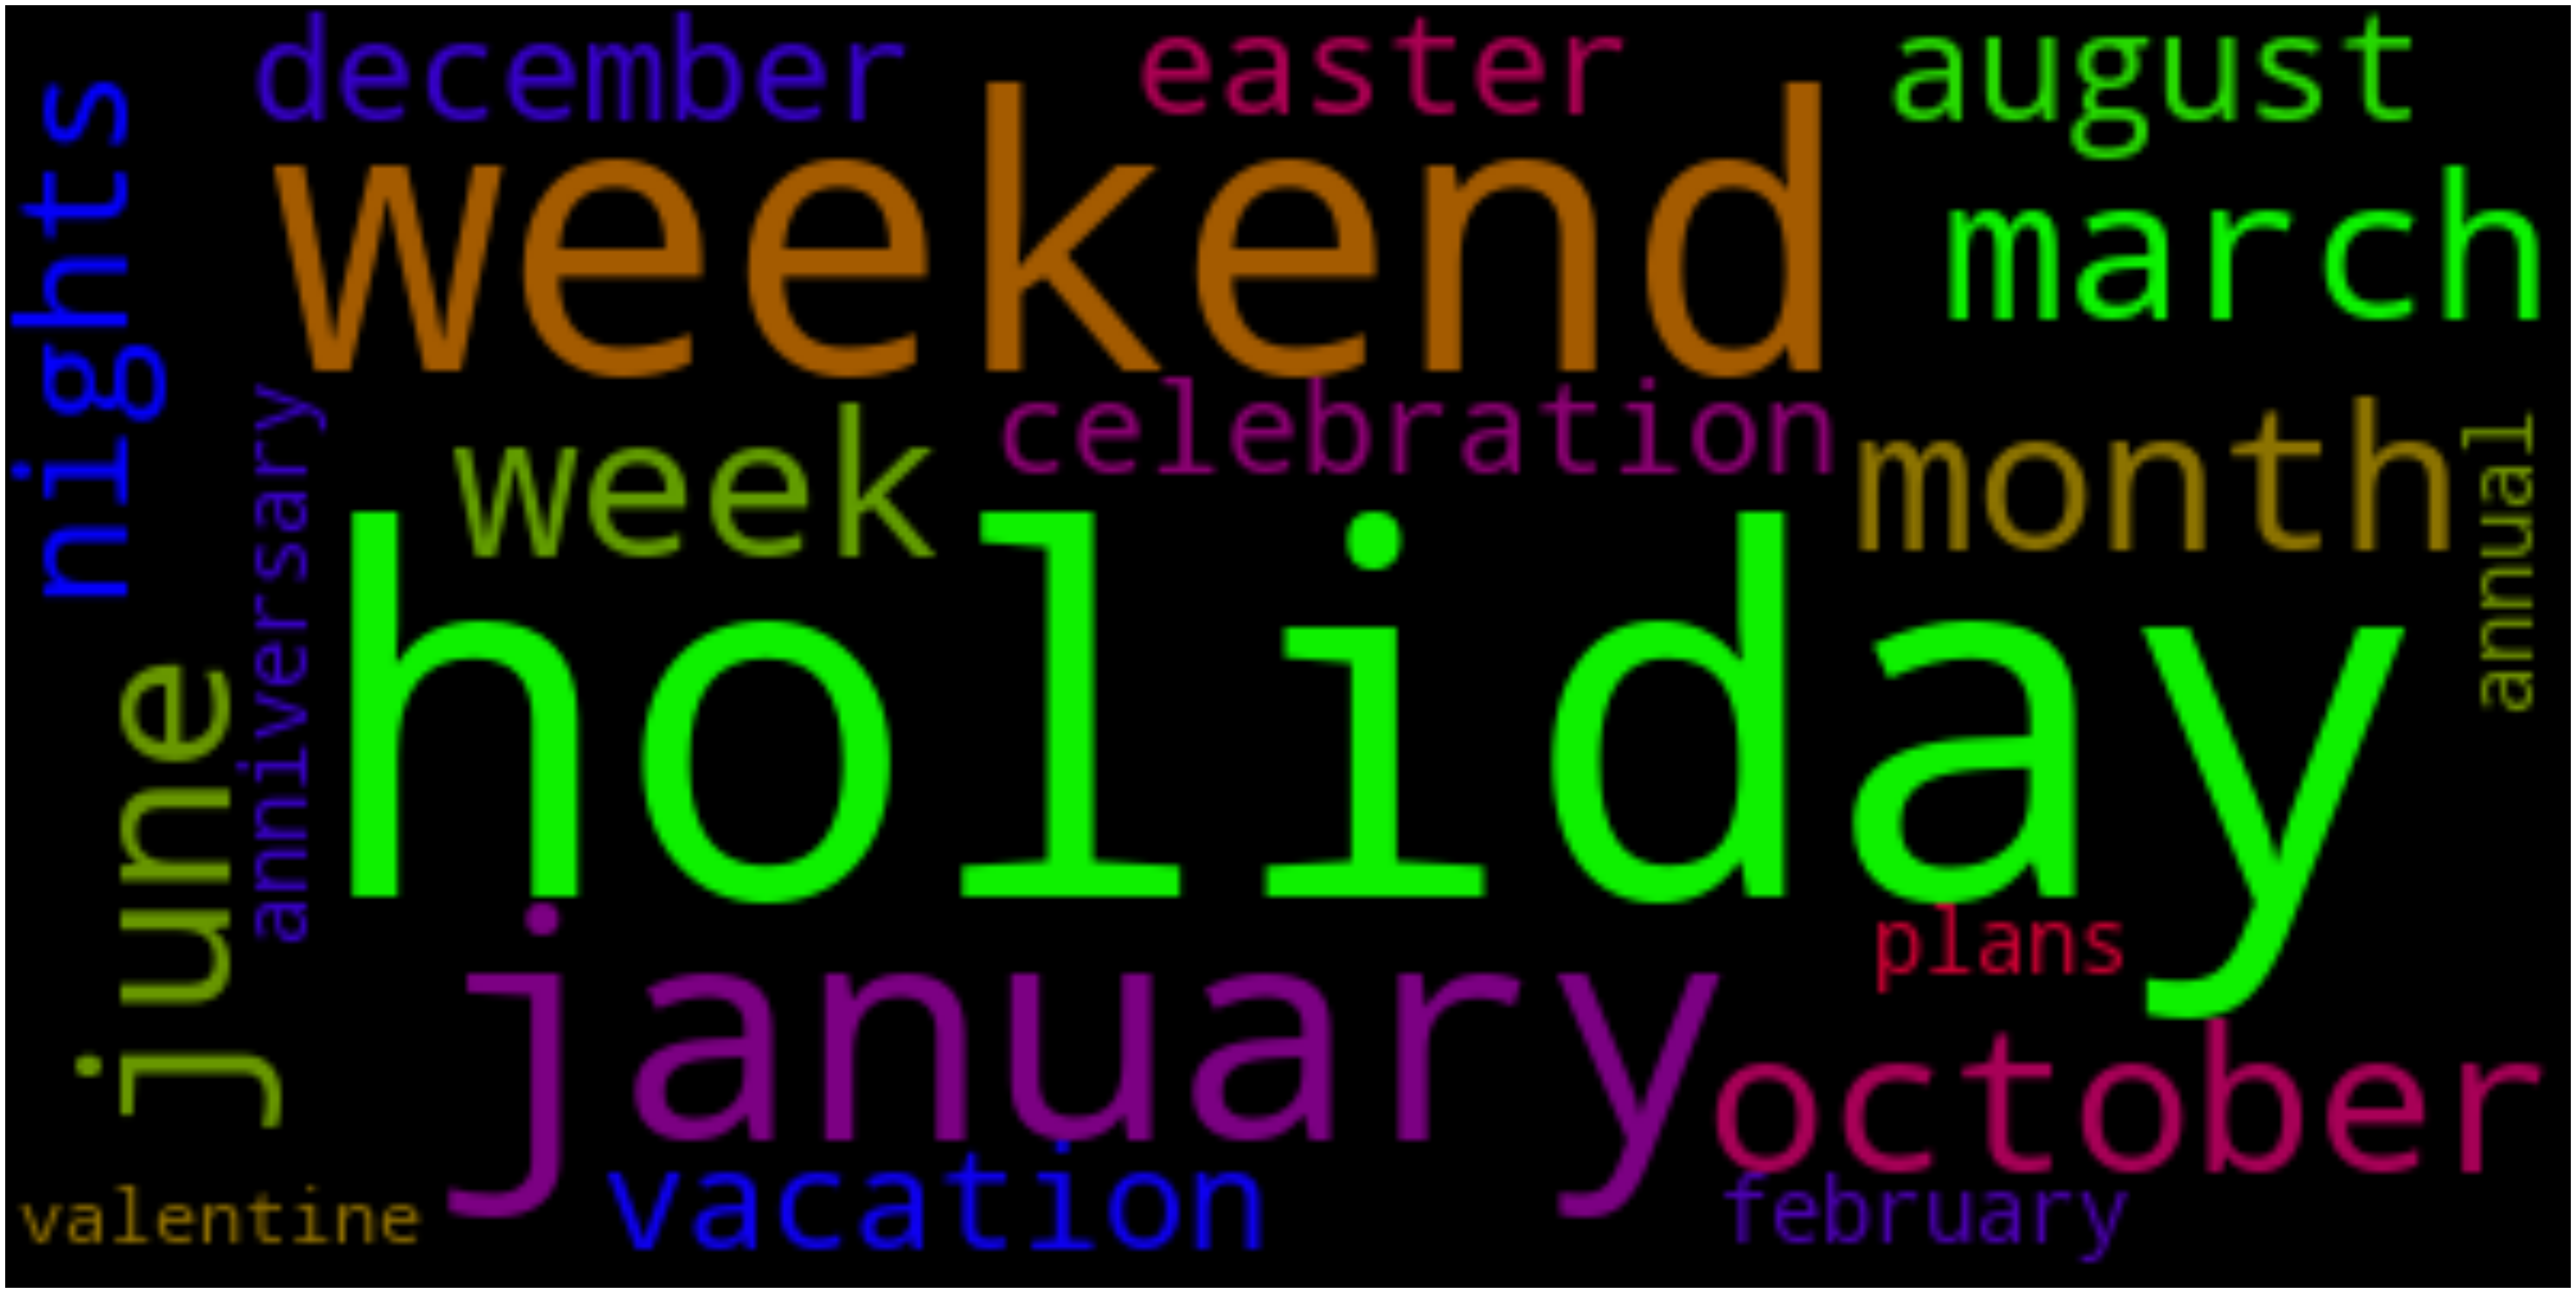 december
easter
august
nights
weekend
march
celebration
week
month
annual
anniversary
holiday
june
plans
january
october
vacation
february
valentine